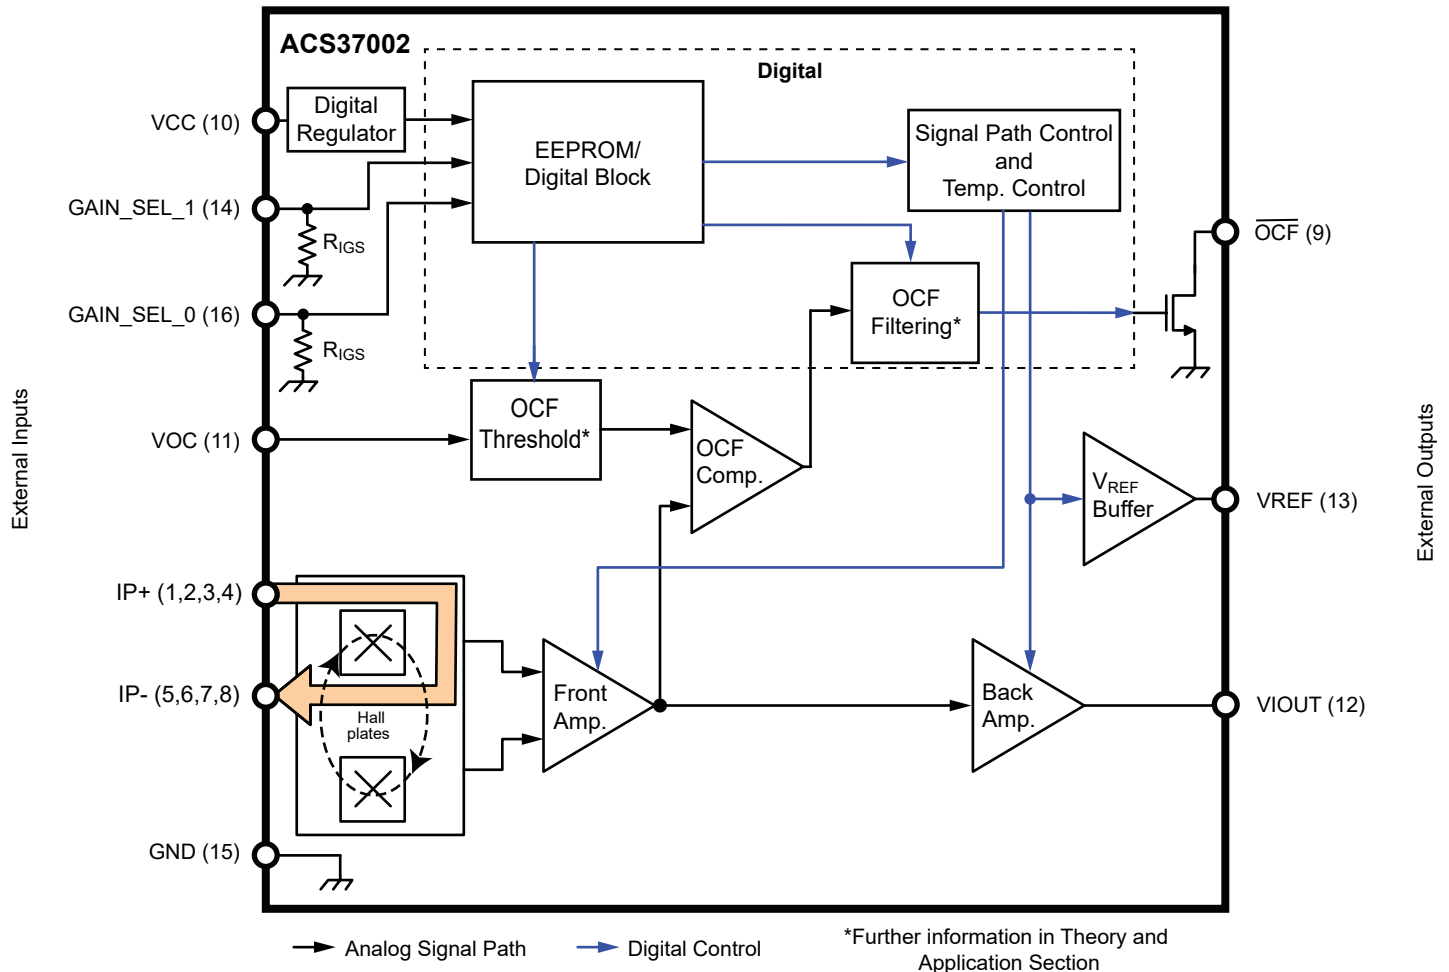 ACS37002
Digital
VCC (10)
Digital
Regulator
EEPROM/
Digital Block
Signal Path Control
and
Temp. Control
GAIN_SEL_1 (14)
RIGS
OCF (9)
GAIN_SEL_0 (16)
RIGS
OCF
Filtering*
External Inputs
VOC (11)
OCF
Threshold*
OCF
Comp.
VREF
Buffer
VREF (13)
External Outputs
IP+ (1,2,3,4)
IP- (5,6,7,8)
Hall
plates
Front
Amp.
Back
Amp.
VIOUT (12)
GND (15)
Analog Signal Path
Digital Control
*Further information in Theory and
Application Section